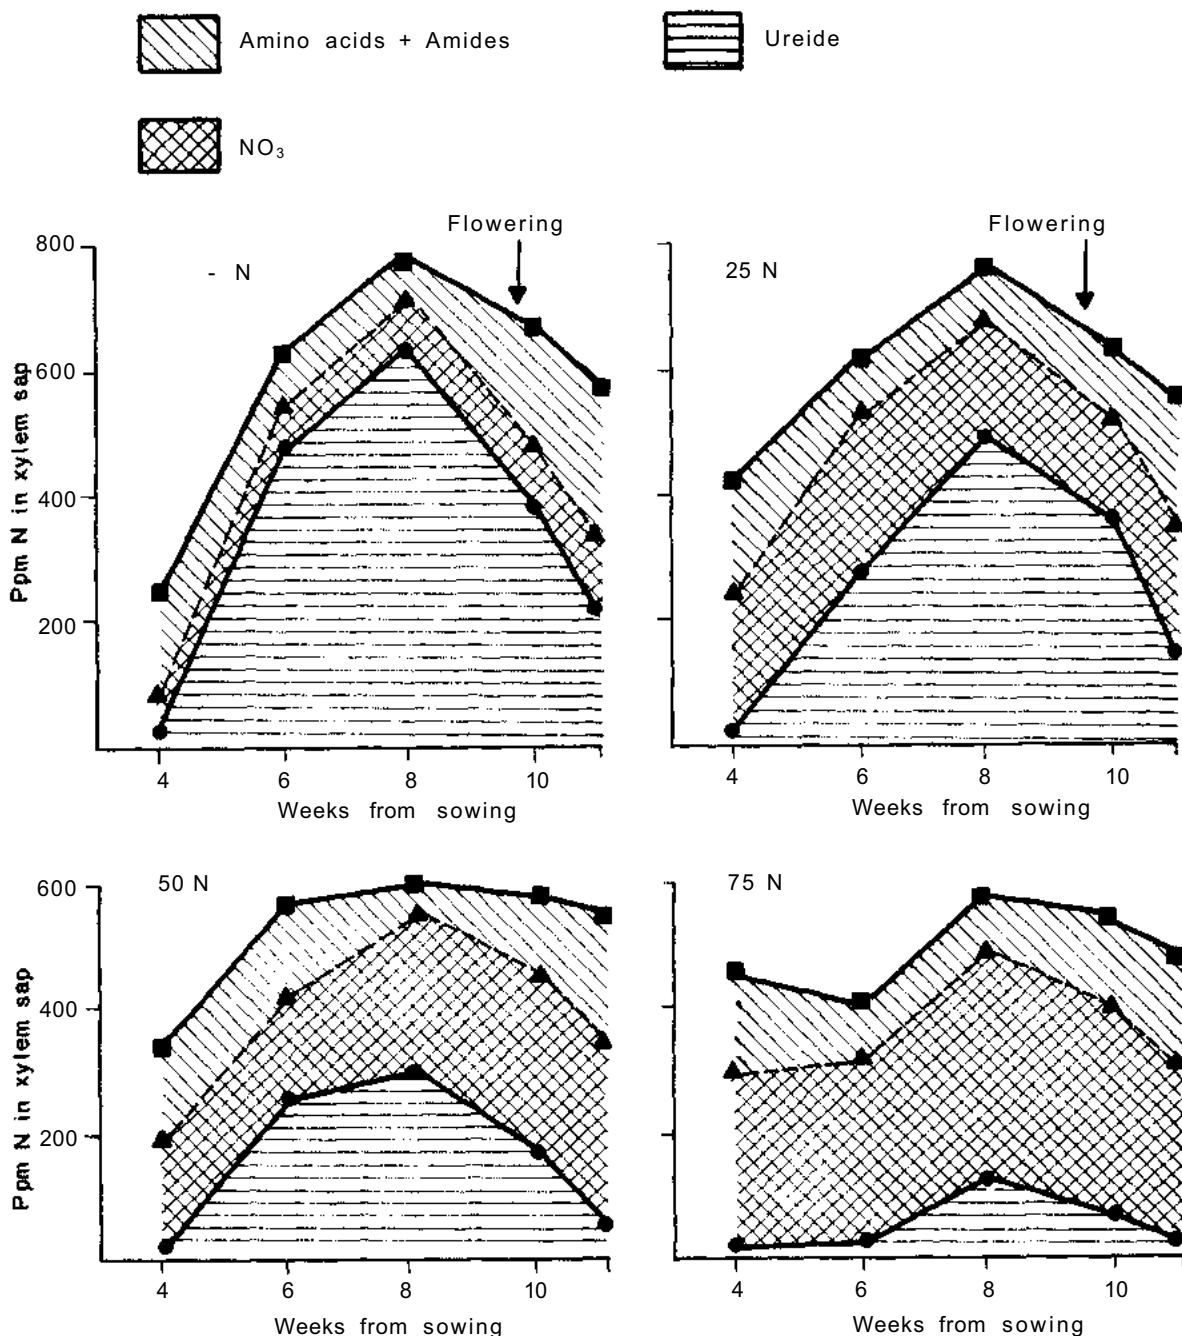 Amino acids + Amides
Ureide
NO₃
Flowering
Flowering
800
600
400
200
Ppm N in xylem sap
- N
25 N
4 6 8 10
Weeks from sowing
4 6 8 10
Weeks from sowing
600
400
200
Ppm N in xylem sap
50 N
75 N
4 6 8 10
Weeks from sowing
4 6 8 10
Weeks from sowing